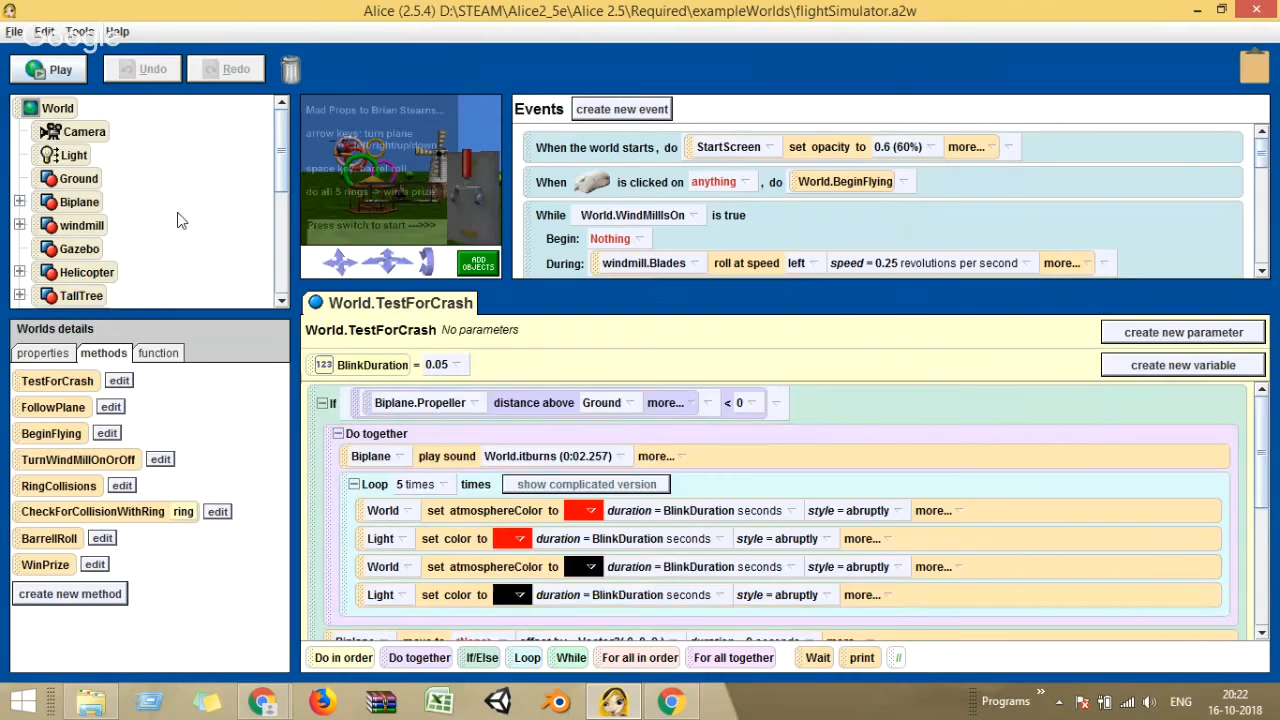 Alice (2.5.4) D:\STEAM\Alice2_5e\Alice 2.5\Required\exampleWorlds\flightSimulator.a2w
File Edit Tools Help
Google
Play Undo Redo
World
Camera
Light
Ground
Biplane
windmill
Gazebo
Helicopter
TallTree
Mad Props to Brian Stearns...
arrow keys: turn plane
left/right/up/down
space key: barrel roll
do all 5 rings -> win a prize
Press switch to start --->>>
ADD OBJECTS
Events create new event
When the world starts, do StartScreen set opacity to 0.6 (60%) more...
When is clicked on anything , do World.BeginFlying
While World.WindMillIsOn is true
Begin: Nothing
During: windmill.Blades roll at speed left speed = 0.25 revolutions per second more...
Worlds details
properties methods function
TestForCrash edit
FollowPlane edit
BeginFlying edit
TurnWindMillOnOrOff edit
RingCollisions edit
CheckForCollisionWithRing ring edit
BarrellRoll edit
WinPrize edit
create new method
World.TestForCrash
World.TestForCrash No parameters create new parameter
123 BlinkDuration = 0.05 create new variable
If Biplane.Propeller distance above Ground more... < 0
Do together
Biplane play sound World.itburns (0:02.257) more...
Loop 5 times times show complicated version
World set atmosphereColor to duration = BlinkDuration seconds style = abruptly more...
Light set color to duration = BlinkDuration seconds style = abruptly more...
World set atmosphereColor to duration = BlinkDuration seconds style = abruptly more...
Light set color to duration = BlinkDuration seconds style = abruptly more...
Do in order Do together If/Else Loop While For all in order For all together Wait print //
Programs » ENG 20:22
16-10-2018